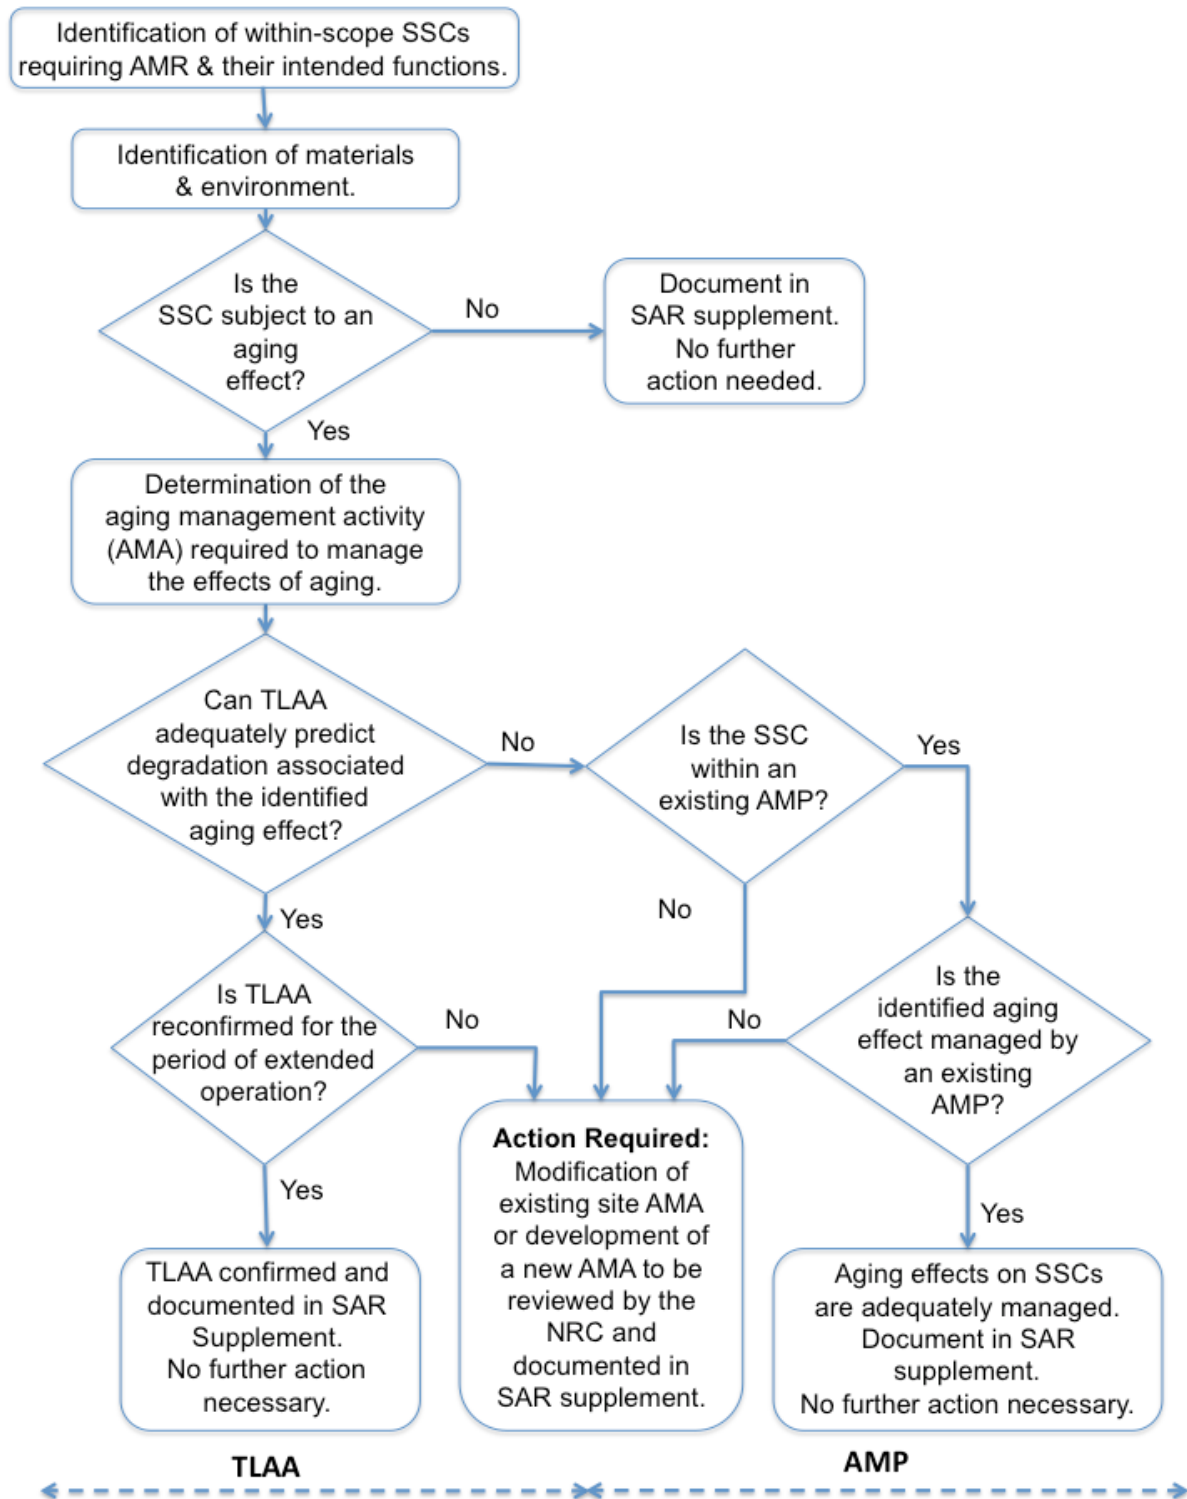 Identification of within-scope SSCs
requiring AMR & their intended functions.
Identification of materials
& environment.
Is the
SSC subject to an
aging
effect?
No
Document in
SAR supplement.
No further
action needed.
Yes
Determination of the
aging management activity
(AMA) required to manage
the effects of aging.
Can TLAA
adequately predict
degradation associated
with the identified
aging effect?
No
Is the SSC
within an
existing AMP?
Yes
No
Yes
Is TLAA
reconfirmed for the
period of extended
operation?
No
No
Is the
identified aging
effect managed by
an existing
AMP?
Yes
TLAA confirmed and
documented in SAR
Supplement.
No further action
necessary.
Action Required:
Modification of
existing site AMA
or development of
a new AMA to be
reviewed by the
NRC and
documented in
SAR supplement.
Yes
Aging effects on SSCs
are adequately managed.
Document in SAR
supplement.
No further action necessary.
TLAA
AMP